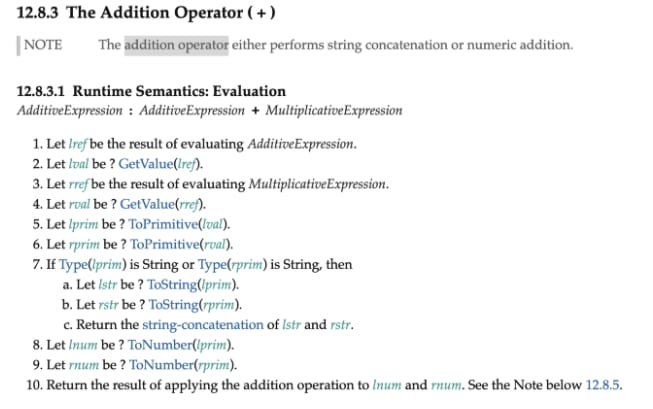 12.8.3 The Addition Operator ( + )
NOTE The addition operator either performs string concatenation or numeric addition.
12.8.3.1 Runtime Semantics: Evaluation
AdditiveExpression : AdditiveExpression + MultiplicativeExpression
1. Let lref be the result of evaluating AdditiveExpression.
2. Let lval be ? GetValue(lref).
3. Let rref be the result of evaluating MultiplicativeExpression.
4. Let rval be ? GetValue(rref).
5. Let lprim be ? ToPrimitive(lval).
6. Let rprim be ? ToPrimitive(rval).
7. If Type(lprim) is String or Type(rprim) is String, then
a. Let lstr be ? ToString(lprim).
b. Let rstr be ? ToString(rprim).
c. Return the string-concatenation of lstr and rstr.
8. Let lnum be ? ToNumber(lprim).
9. Let rnum be ? ToNumber(rprim).
10. Return the result of applying the addition operation to lnum and rnum. See the Note below 12.8.5.